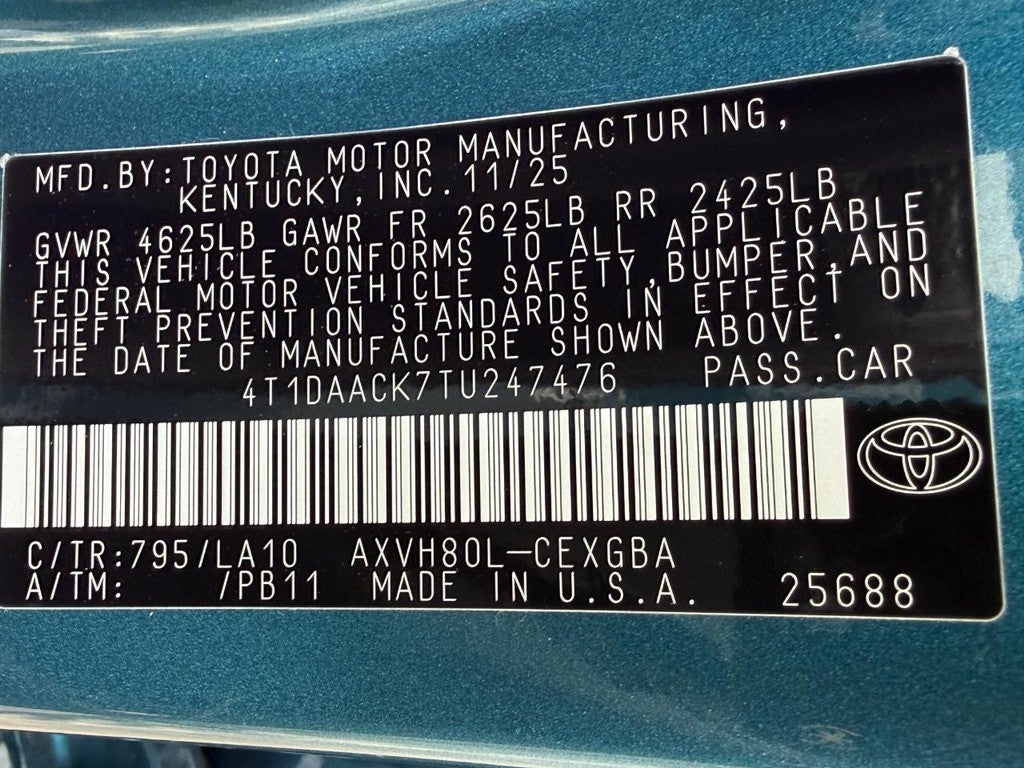 MFD.BY:TOYOTA MOTOR MANUFACTURING,
KENTUCKY,INC.11/25
GVWR 4625LB GAWR FR 2625LB RR 2425LB
THIS VEHICLE CONFORMS TO ALL APPLICABLE
FEDERAL MOTOR VEHICLE SAFETY,BUMPER,AND
THEFT PREVENTION STANDARDS IN EFFECT ON
THE DATE OF MANUFACTURE SHOWN ABOVE.
4T1DAACK7TU247476 PASS.CAR
C/TR:795/LA10 AXVH80L-CEXGBA
A/TM: /PB11 MADE IN U.S.A. 25688